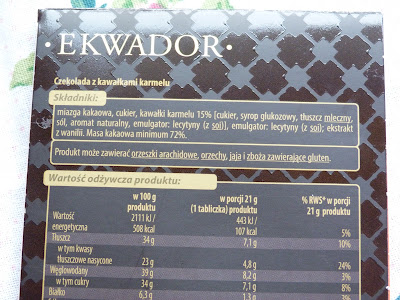 · EKWADOR ·
Czekolada z kawałkami karmelu
Składniki:
miazga kakaowa, cukier, kawałki karmelu 15% [cukier, syrop glukozowy, tłuszcz mleczny,
sól, aromat naturalny, emulgator: lecytyny (z soi)], emulgator: lecytyny (z soi); ekstrakt
z wanilii. Masa kakaowa minimum 72%.
Produkt może zawierać orzeszki arachidowe, orzechy, jaja i zboża zawierające gluten.
Wartość odżywcza produktu:
w 100 g w porcji 21 g % RWS* w porcji
produktu (1 tabliczka) produktu 21 g produktu
Wartość 2111 kJ / 443 kJ /
energetyczna 508 kcal 107 kcal 5%
Tłuszcz 34 g 7,1 g 10%
w tym kwasy
tłuszczowe nasycone 23 g 4,8 g 24%
Węglowodany 39 g 8,2 g 3%
w tym cukry 34 g 7,1 g 8%
Białko 6,3 g 1,3 g